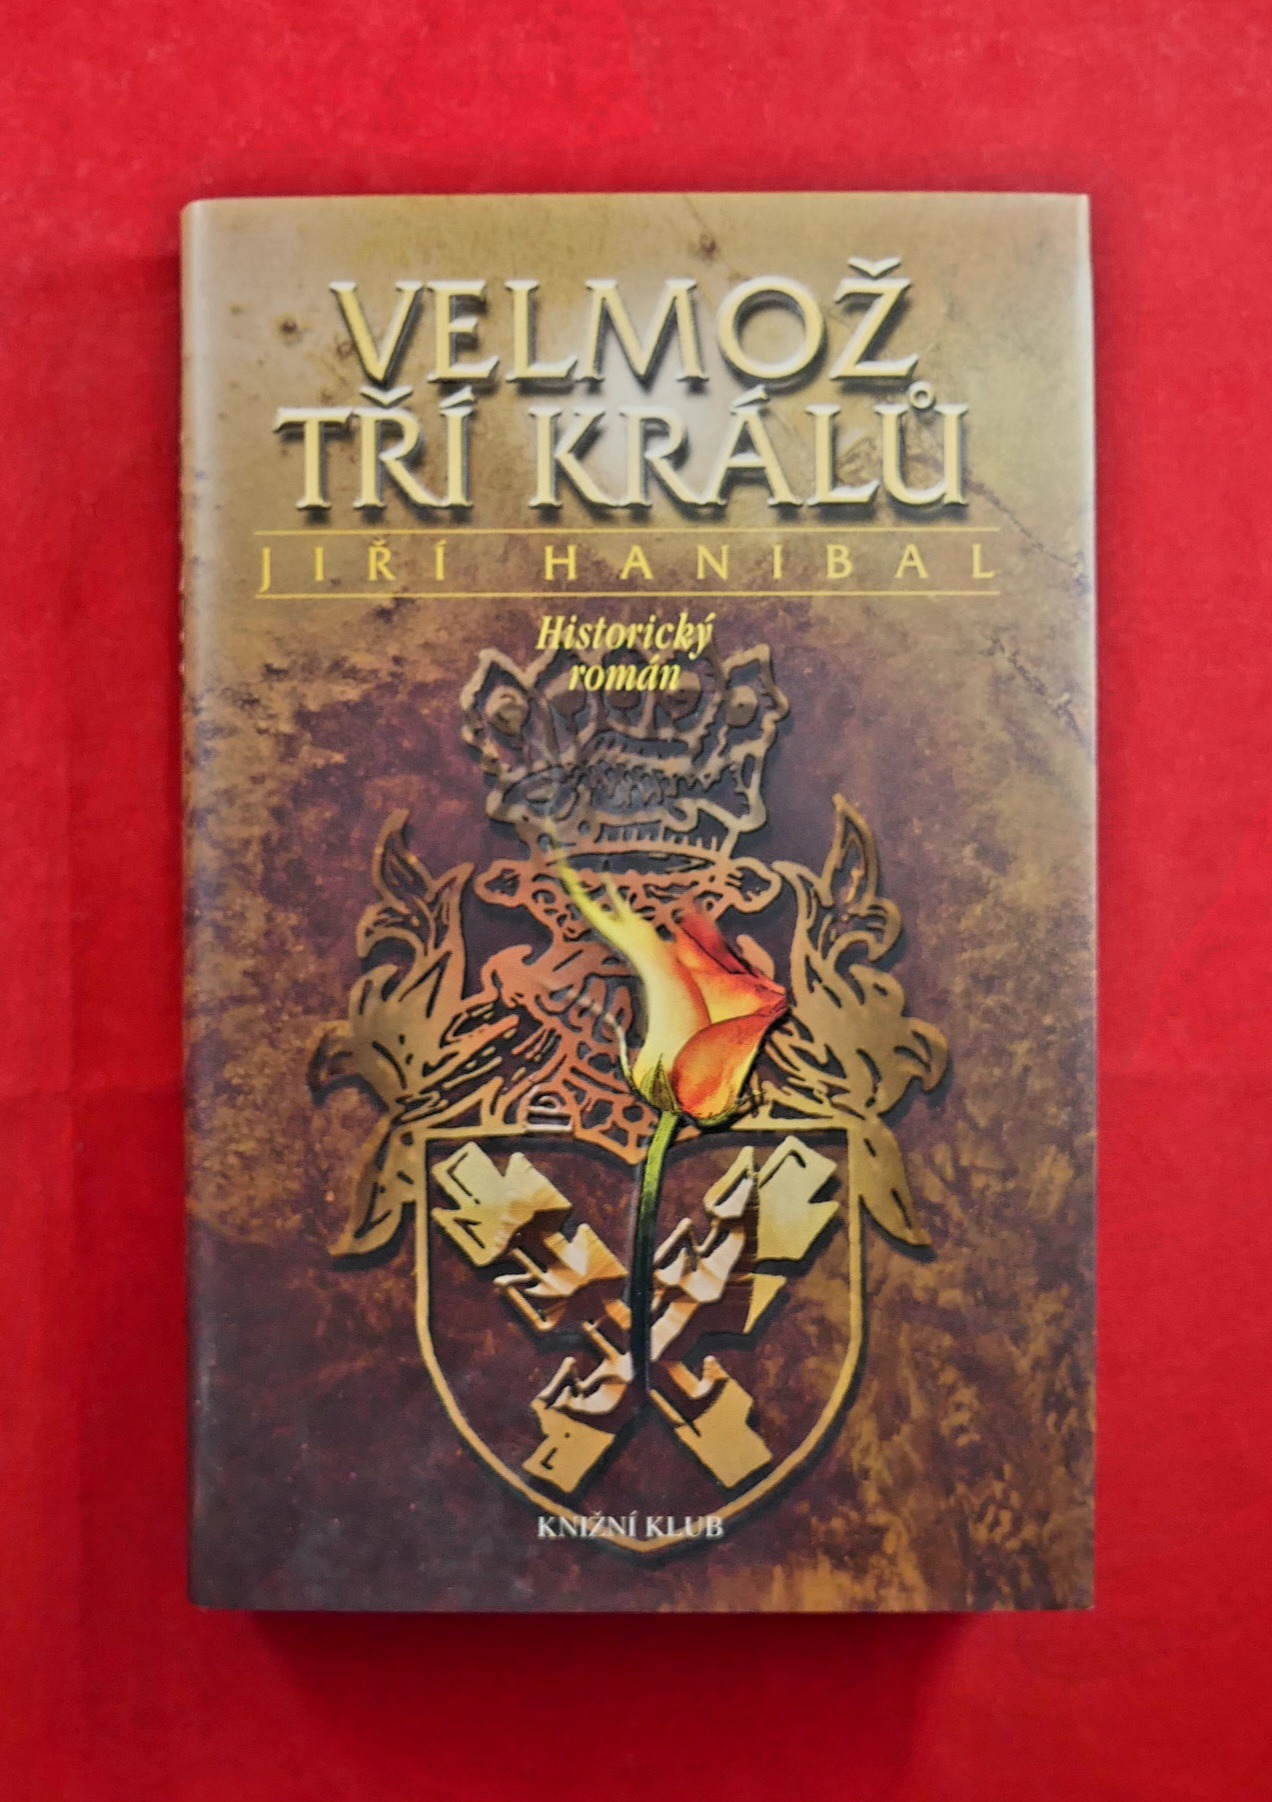 VELMOŽ
TŘÍ KRÁLŮ
JIŘÍ HANIBAL
Historický
román
KNIŽNÍ KLUB